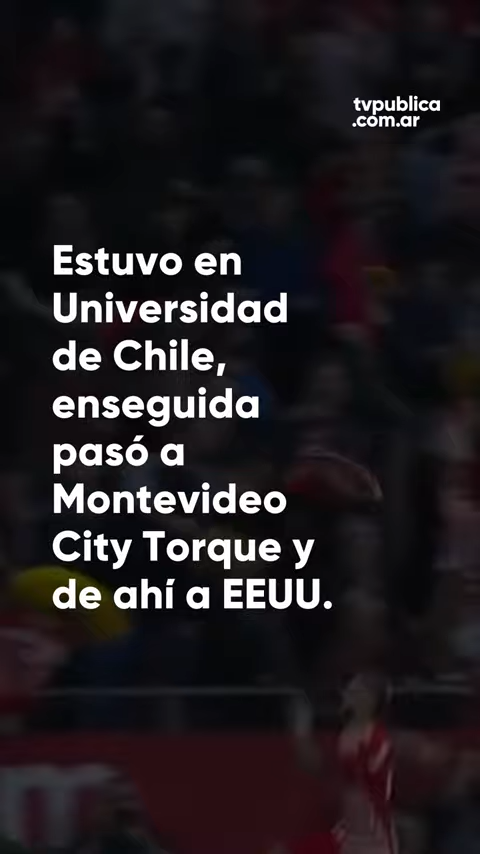 tvpublica
.com.ar
Estuvo en
Universidad
de Chile,
enseguida
pasó a
Montevideo
City Torque y
de ahí a EEUU.